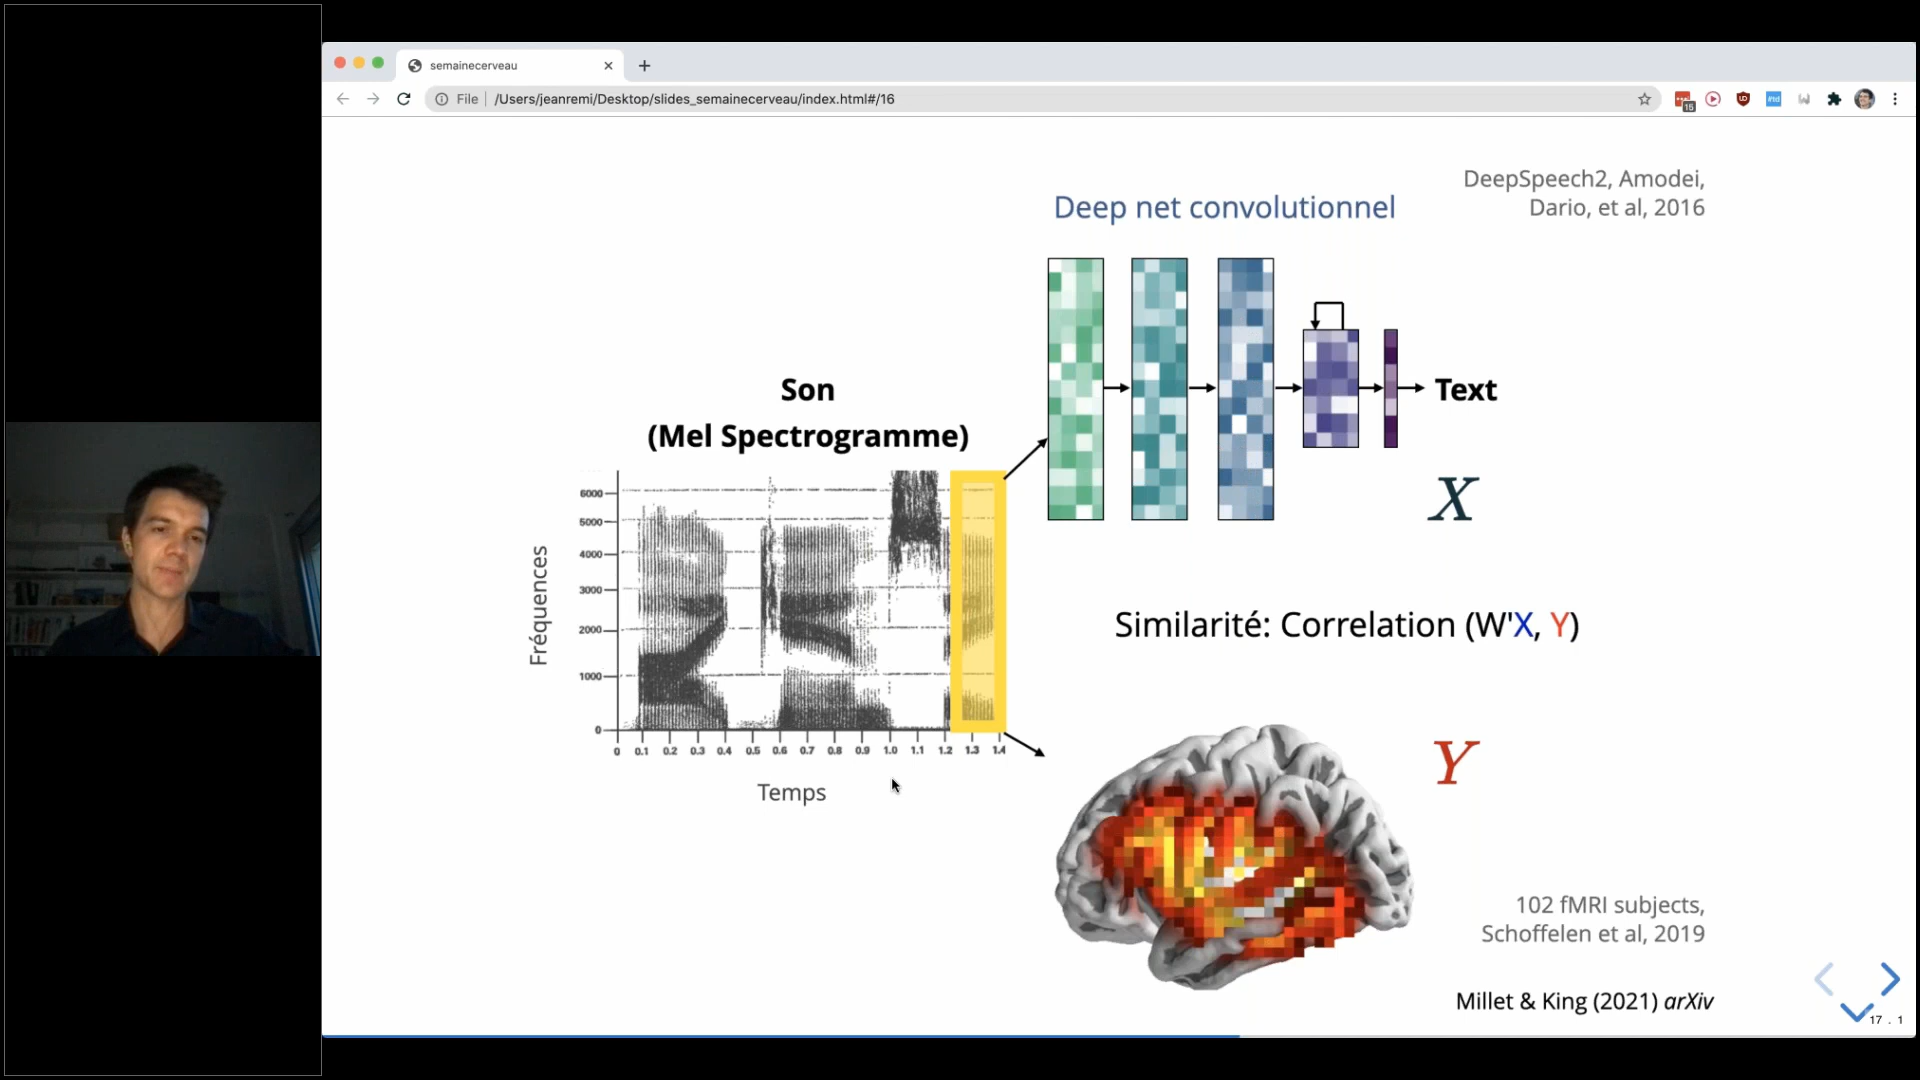 semainecerveau
File
/Users/jeanremi/Desktop/slides_semainecerveau/index.html#/16
15
DeepSpeech2, Amodei,
Dario, et al, 2016
Deep net convolutionnel
Son
(Mel Spectrogramme)
Text
X
Fréquences
6000
5000
4000
3000
2000
1000
0
0 0.1 0.2 0.3 0.4 0.5 0.6 0.7 0.8 0.9 1.0 1.1 1.2 1.3 1.4
Temps
Similarité: Correlation (W'X, Y)
Y
102 fMRI subjects,
Schoffelen et al, 2019
Millet & King (2021) arXiv
17 . 1